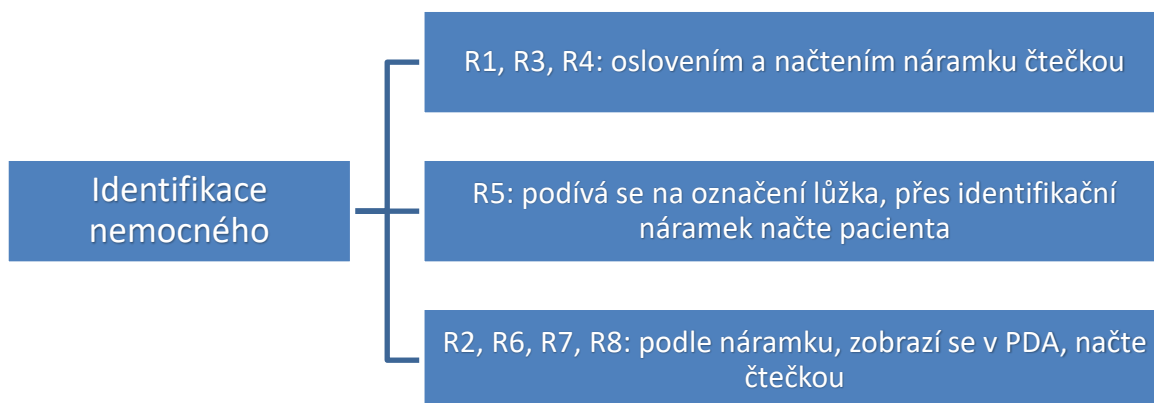 R1, R3, R4: oslovením a načtením náramku čtečkou
Identifikace
nemocného
R5: podívá se na označení lůžka, přes identifikační
náramek načte pacienta
R2, R6, R7, R8: podle náramku, zobrazí se v PDA, načte
čtečkou